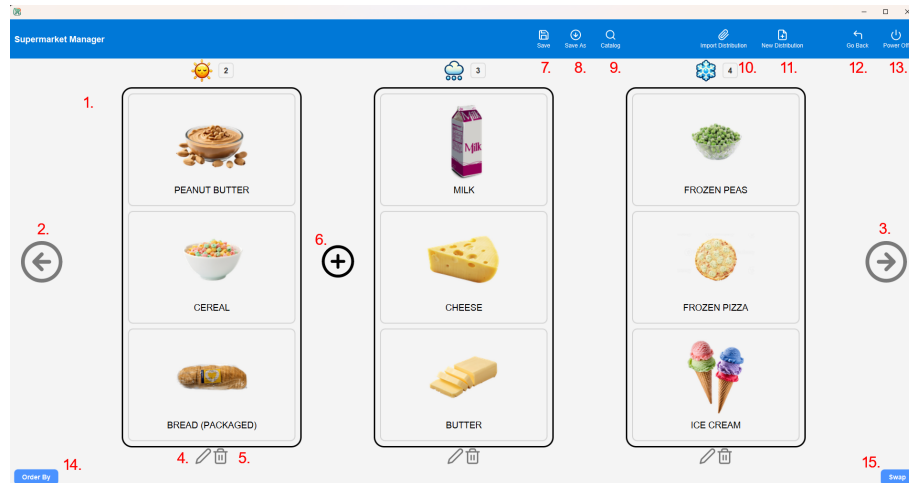 Supermarket Manager
Save
Save As
Catalog
Import Distribution
New Distribution
Go Back
Power Off
2
3
7.
8.
9.
4
10.
11.
12.
13.
1.
PEANUT BUTTER
MILK
Milk
FROZEN PEAS
2.
6.
3.
CEREAL
CHEESE
FROZEN PIZZA
BREAD (PACKAGED)
BUTTER
ICE CREAM
4.
5.
14.
15.
Order By
Swap